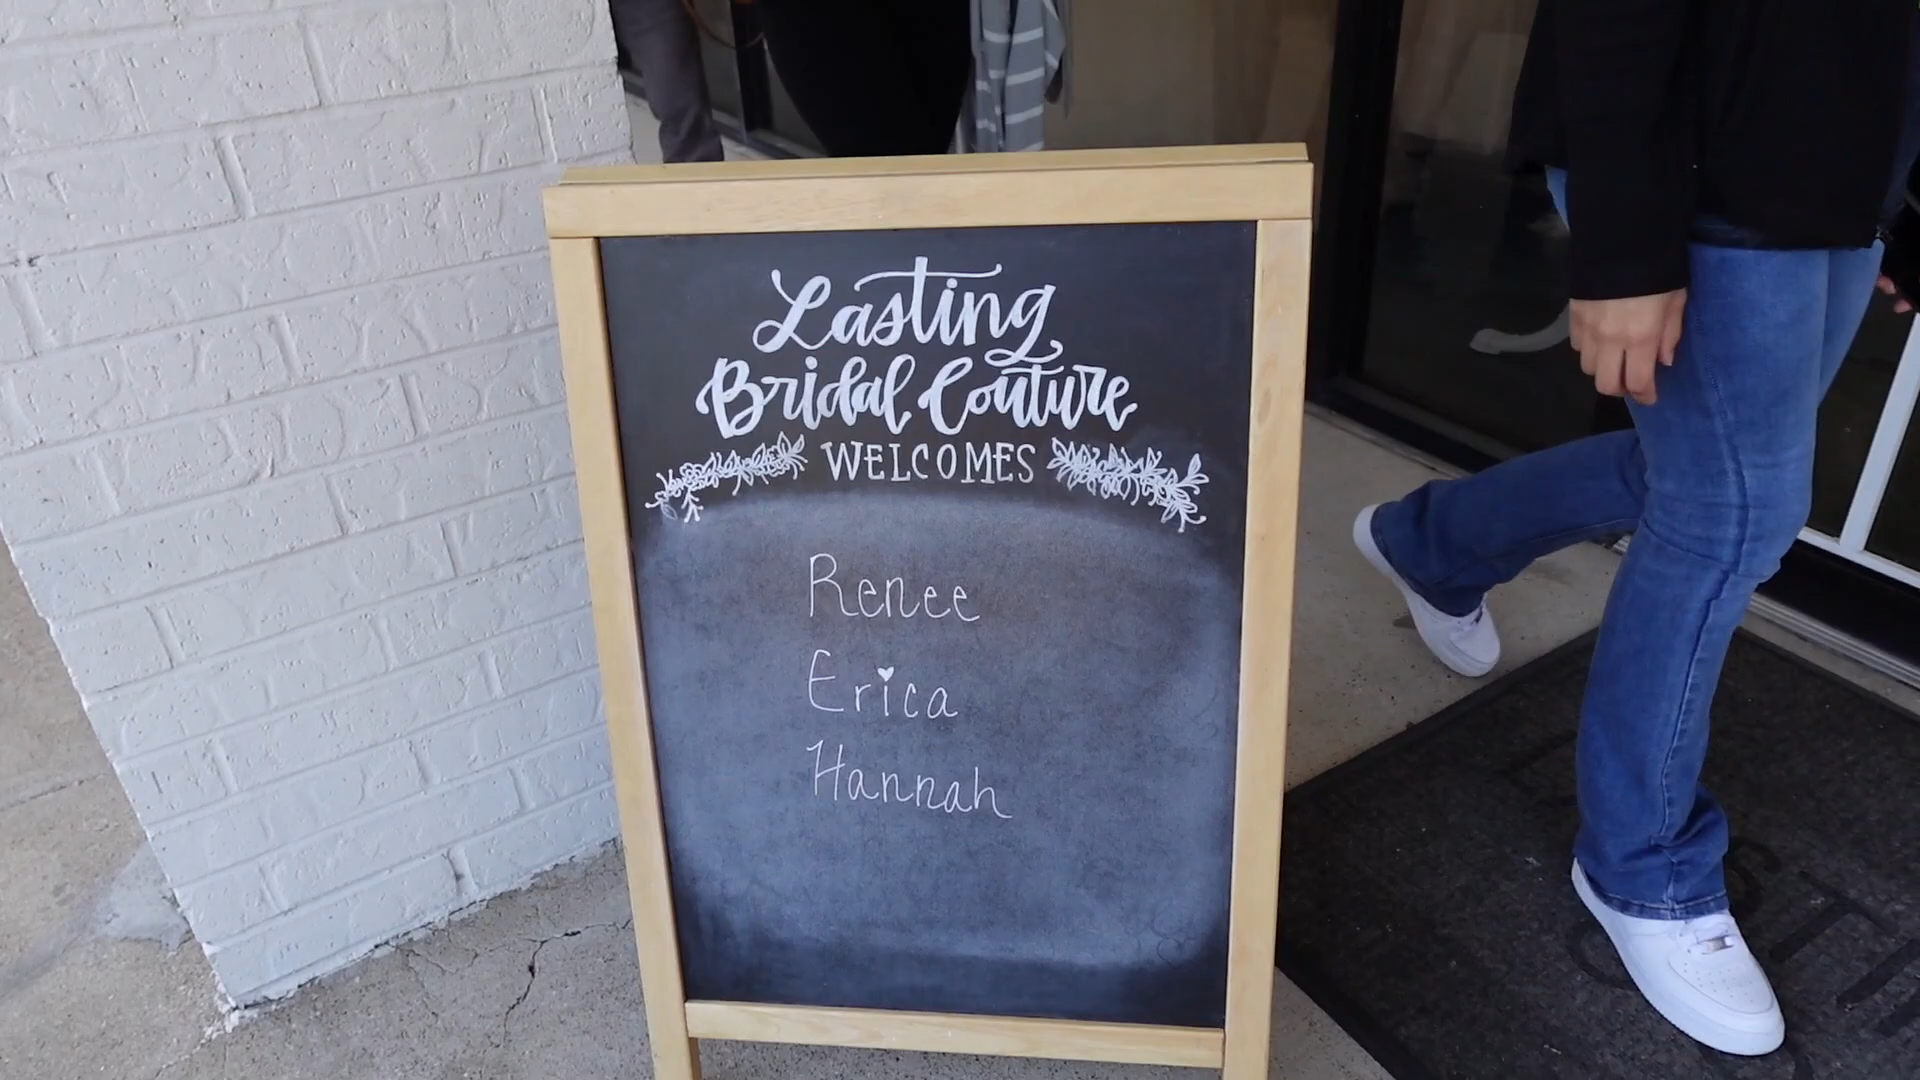 Lasting
Bridal Couture
WELCOMES
Renee
Erica
Hannah